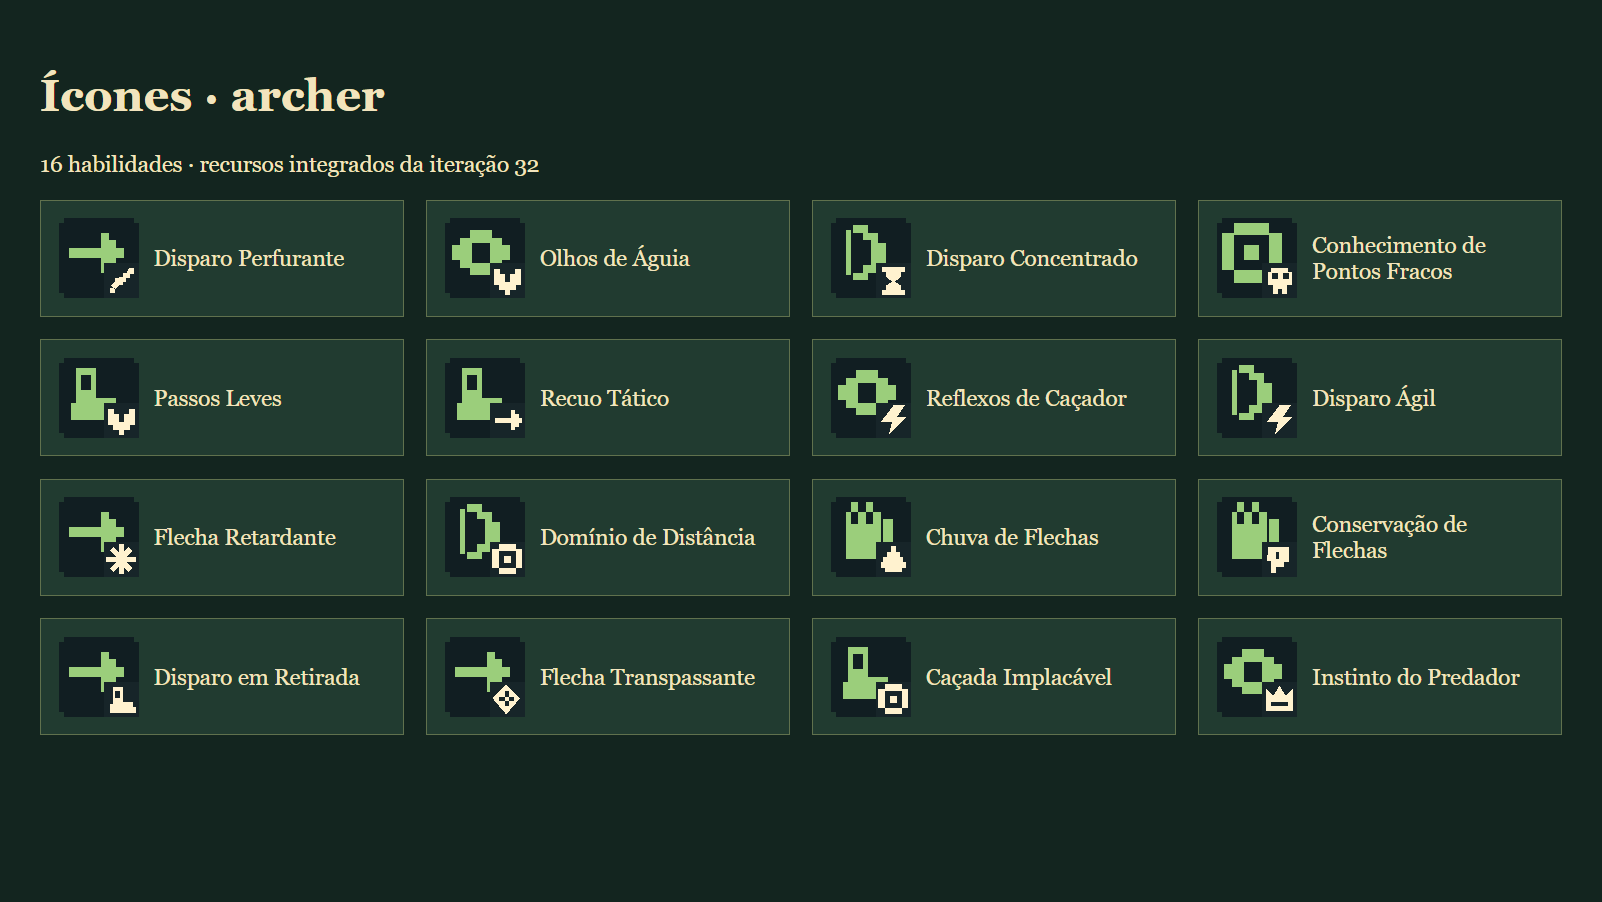 Ícones · archer
16 habilidades · recursos integrados da iteração 32
Disparo Perfurante
Olhos de Águia
Disparo Concentrado
Conhecimento de
Pontos Fracos
Passos Leves
Recuo Tático
Reflexos de Caçador
Disparo Ágil
Flecha Retardante
Domínio de Distância
Chuva de Flechas
Conservação de
Flechas
Disparo em Retirada
Flecha Transpassante
Caçada Implacável
Instinto do Predador